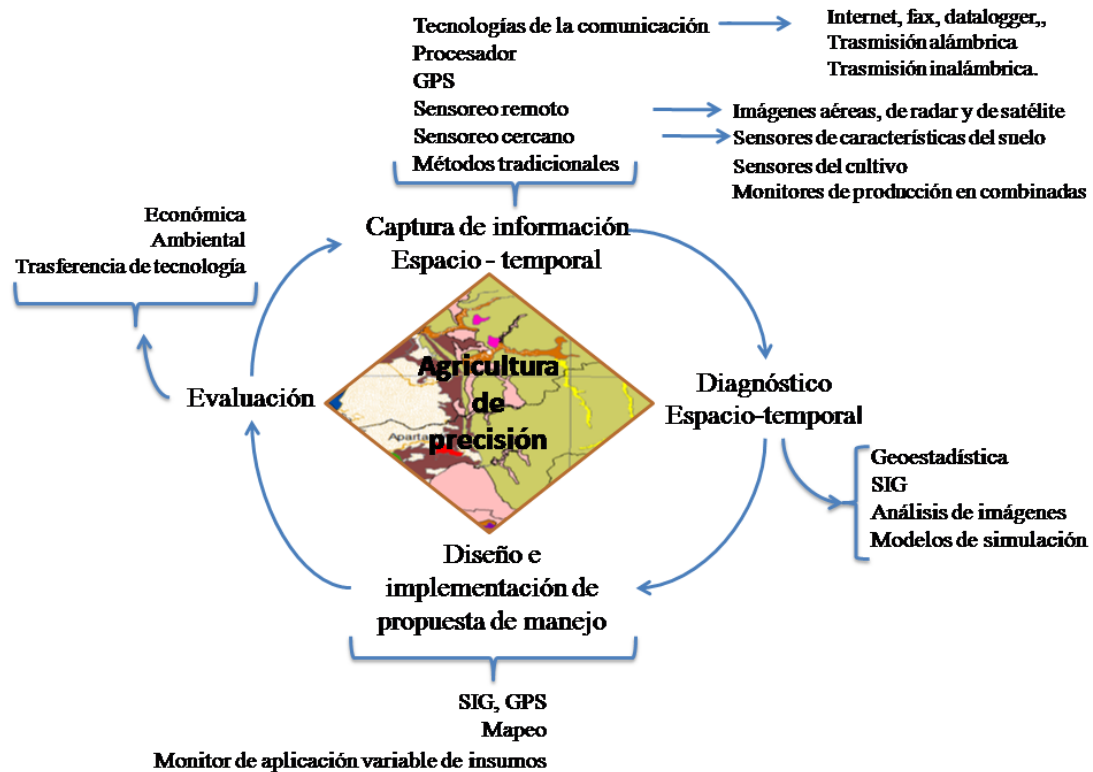 Tecnologías de la comunicación
Procesador
GPS
Sensoreo remoto
Sensoreo cercano
Métodos tradicionales
Internet, fax, datalogger,,
Trasmisión alámbrica
Trasmisión inalámbrica.
Imágenes aéreas, de radar y de satélite
Sensores de características del suelo
Sensores del cultivo
Monitores de producción en combinadas
Captura de información
Espacio - temporal
Económica
Ambiental
Trasferencia de tecnología
Evaluación
Agricultura
de
precisión
Aparta
Diagnóstico
Espacio-temporal
Geoestadística
SIG
Análisis de imágenes
Modelos de simulación
Diseño e
implementación de
propuesta de manejo
SIG, GPS
Mapeo
Monitor de aplicación variable de insumos